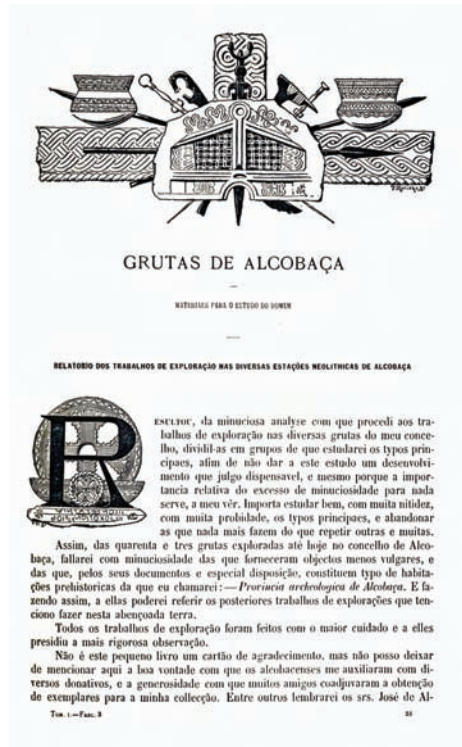 GRUTAS DE ALCOBAÇA
MATERIAES PARA O ESTUDO DO HOMEM
RELATORIO DOS TRABALHOS DE EXPLORAÇÃO NAS DIVERSAS ESTAÇÕES NEOLITHICAS DE ALCOBAÇA
RESULTOU, da minuciosa analyse com que procedi aos tra-
balhos de exploração nas diversas grutas do meu conce-
lho, dividil-as em grupos de que estudarei os typos prin-
cipaes, afim de não dar a este estudo um desenvolvi-
mento que julgo dispensavel, e mesmo porque a impor-
tancia relativa do excesso de minuciosidade para nada
serve, a meu vêr. Importa estudar bem, com muita nitidez,
com muita probidade, os typos principaes, e abandonar
as que nada mais fazem do que repetir outras e muitas.
Assim, das quarenta e tres grutas exploradas até hoje no concelho de Alco-
baça, fallarei com minuciosidade das que forneceram objectos menos vulgares, e
das que, pelos seus documentos e especial disposição, constituem typo de habita-
ções prehistoricas da que eu chamarei:—Provincia archeologica de Alcobaça. E fa-
zendo assim, a ellas poderei referir os posteriores trabalhos de explorações que ten-
ciono fazer nesta abençoada terra.
Todos os trabalhos de exploração foram feitos com o maior cuidado e a elles
presidiu a mais rigorosa observação.
Não é este pequeno livro um cartão de agradecimento, mas não posso deixar
de mencionar aqui a boa vontade com que os alcobacenses me auxiliaram com di-
versos donativos, e a generosidade com que muitos amigos coadjuvaram a obtenção
de exemplares para a minha collecção. Entre outros lembrarei os srs. José de Al-
TOM. I.—FASC. 3